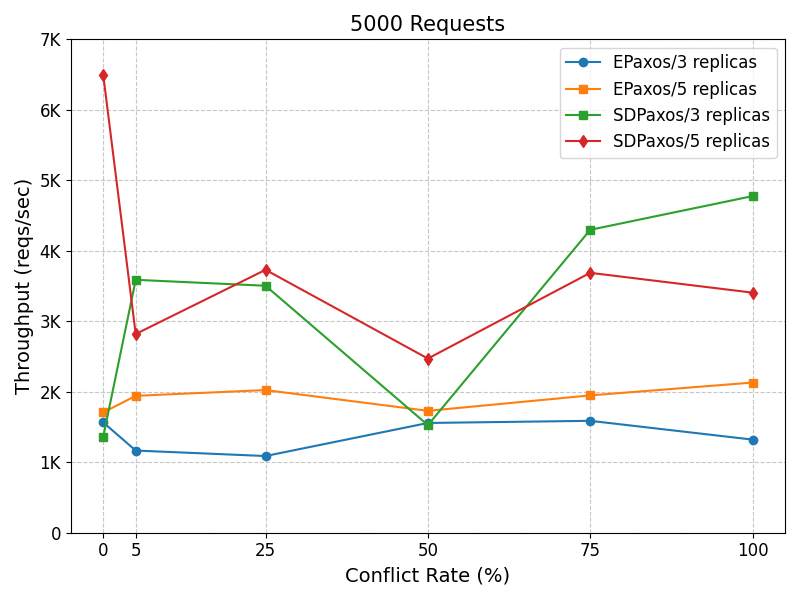 5000 Requests
7K
6K
5K
4K
3K
2K
1K
0
Throughput (reqs/sec)
EPaxos/3 replicas
EPaxos/5 replicas
SDPaxos/3 replicas
SDPaxos/5 replicas
0 5 25 50 75 100
Conflict Rate (%)